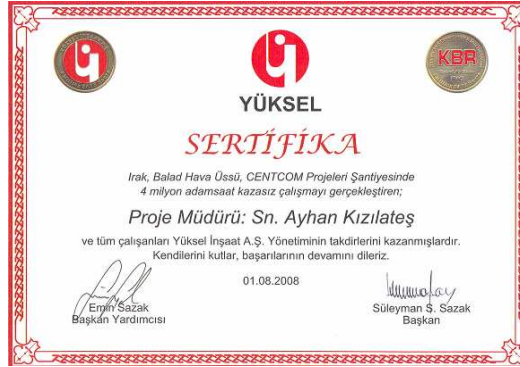 KBR
YÜKSEL
SERTİFİKA
Irak, Balad Hava Üssü, CENTCOM Projeleri Şantiyesinde
4 milyon adamsaat kazasız çalışmayı gerçekleştiren;
Proje Müdürü: Sn. Ayhan Kızılateş
ve tüm çalışanları Yüksel İnşaat A.Ş. Yönetiminin takdirlerini kazanmışlardır.
Kendilerini kutlar, başarılarının devamını dileriz.
01.08.2008
Emin Sazak
Başkan Yardımcısı
Süleyman S. Sazak
Başkan